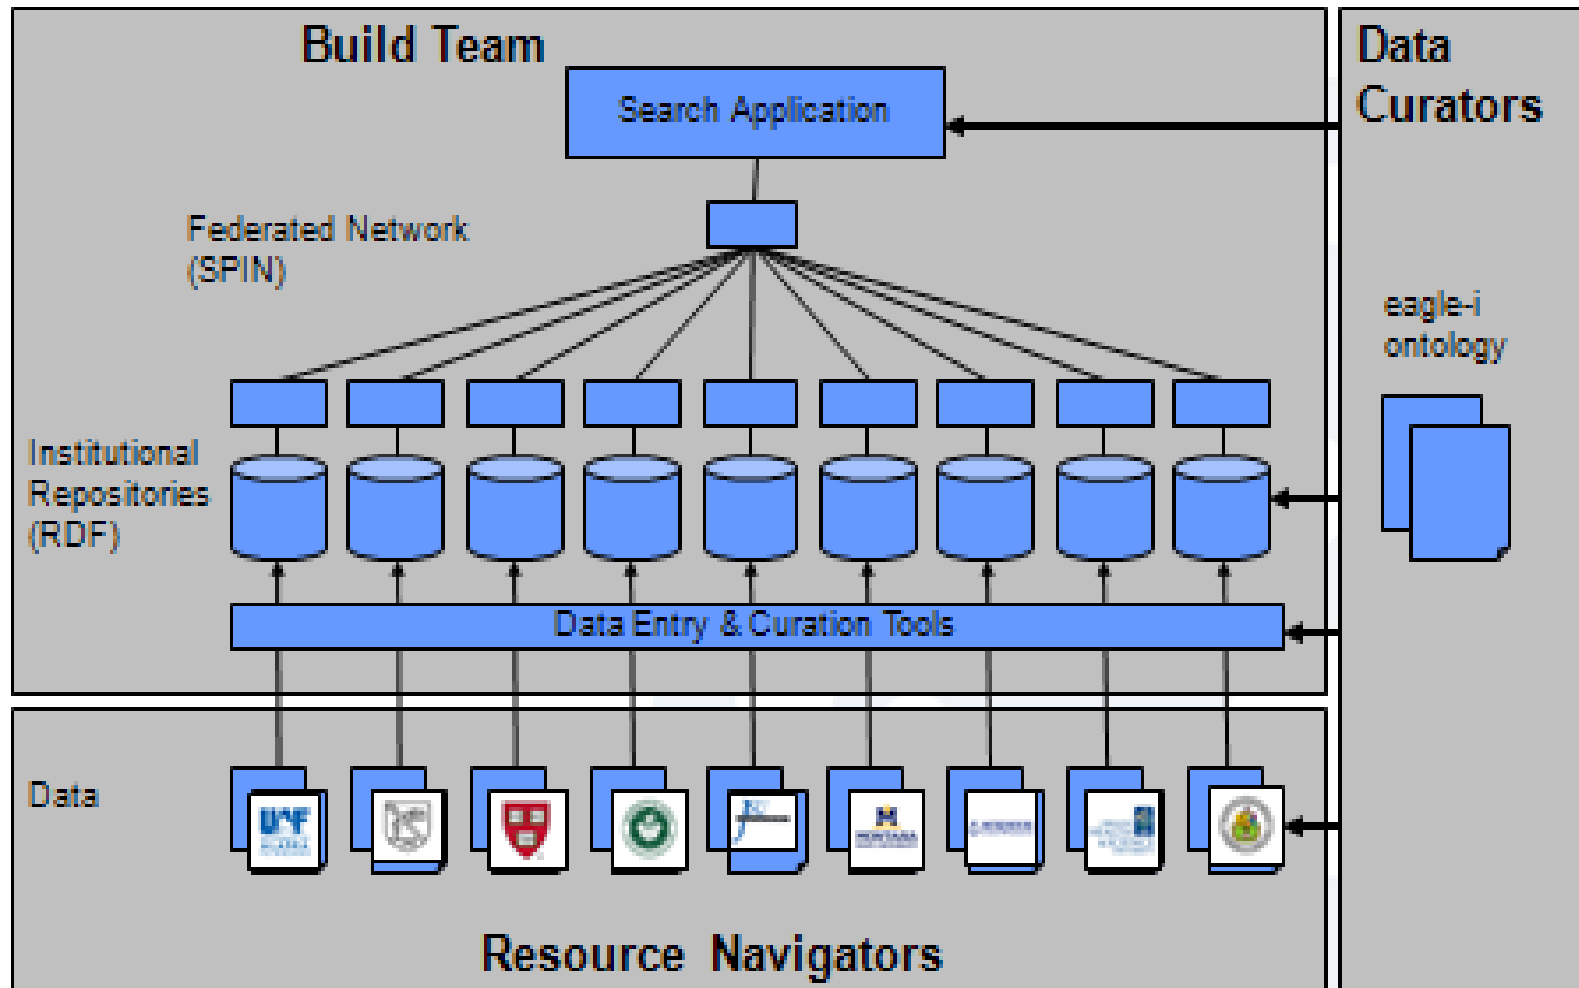 Build Team
Data
Curators
Search Application
Federated Network
(SPIN)
eagle-i
ontology
Institutional
Repositories
(RDF)
Data Entry & Curation Tools
Data
MONTANA
Resource Navigators